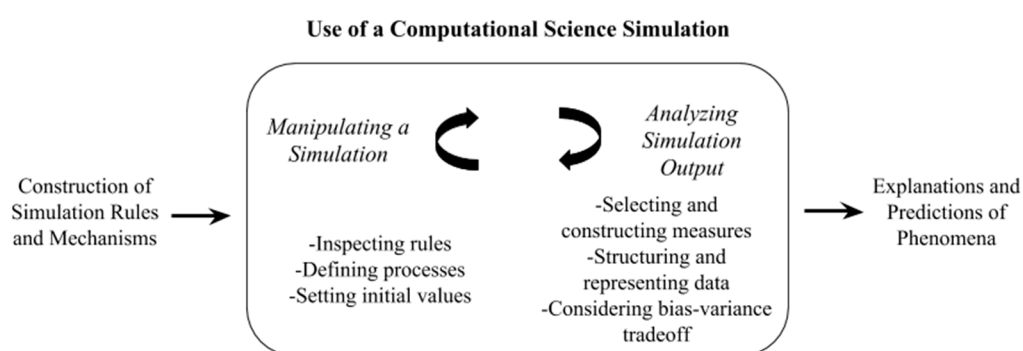 Use of a Computational Science Simulation
Construction of
Simulation Rules
and Mechanisms
Manipulating a
Simulation
-Inspecting rules
-Defining processes
-Setting initial values
Analyzing
Simulation
Output
-Selecting and
constructing measures
-Structuring and
representing data
-Considering bias-variance
tradeoff
Explanations and
Predictions of
Phenomena